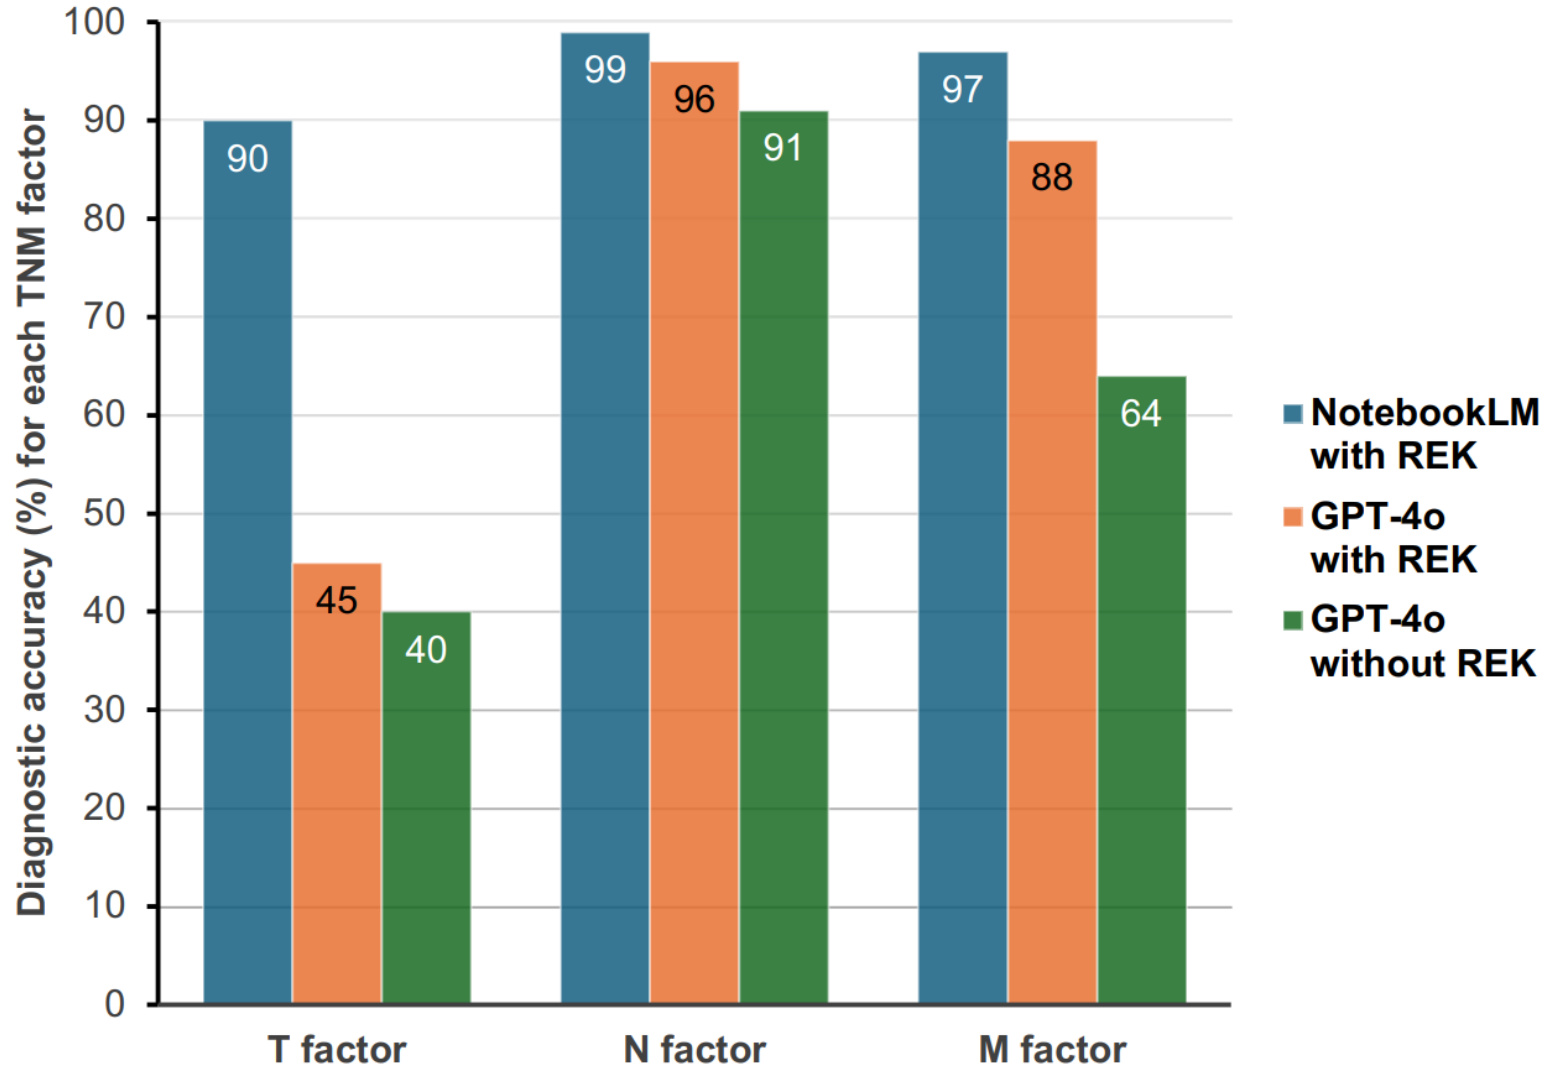 Diagnostic accuracy (%) for each TNM factor
100
90
80
70
60
50
40
30
20
10
0
90
45
40
99
96
91
97
88
64
T factor
N factor
M factor
NotebookLM
with REK
GPT-4o
with REK
GPT-4o
without REK